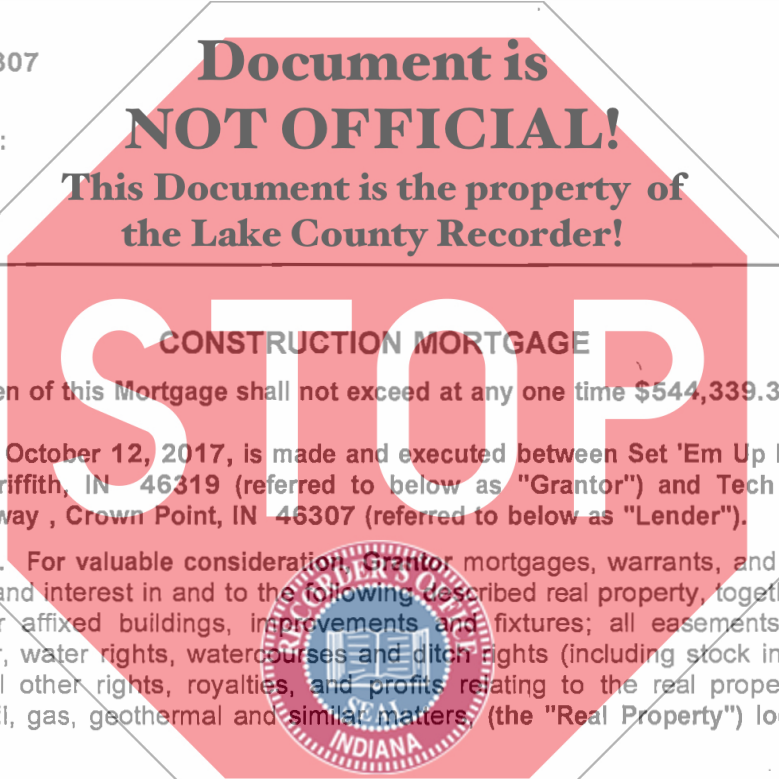 307
Document is
NOT OFFICIAL!
:
This Document is the property of
the Lake County Recorder!
STOP
CONSTRUCTION MORTGAGE
en of this Mortgage shall not exceed at any one time $544,339.3
October 12, 2017, is made and executed between Set 'Em Up
riffith, IN 46319 (referred to below as "Grantor") and Tech
way , Crown Point, IN 46307 (referred to below as "Lender").
. For valuable consideration, Grantor mortgages, warrants, and
and interest in and to the following described real property, togeth
r affixed buildings, improvements and fixtures; all easements
, water rights, watercourses and ditch rights (including stock in
l other rights, royalties, and profits relating to the real prope
il, gas, geothermal and similar matters, (the "Real Property") lo
RECORDER'S OFFICE
SEAL
INDIANA